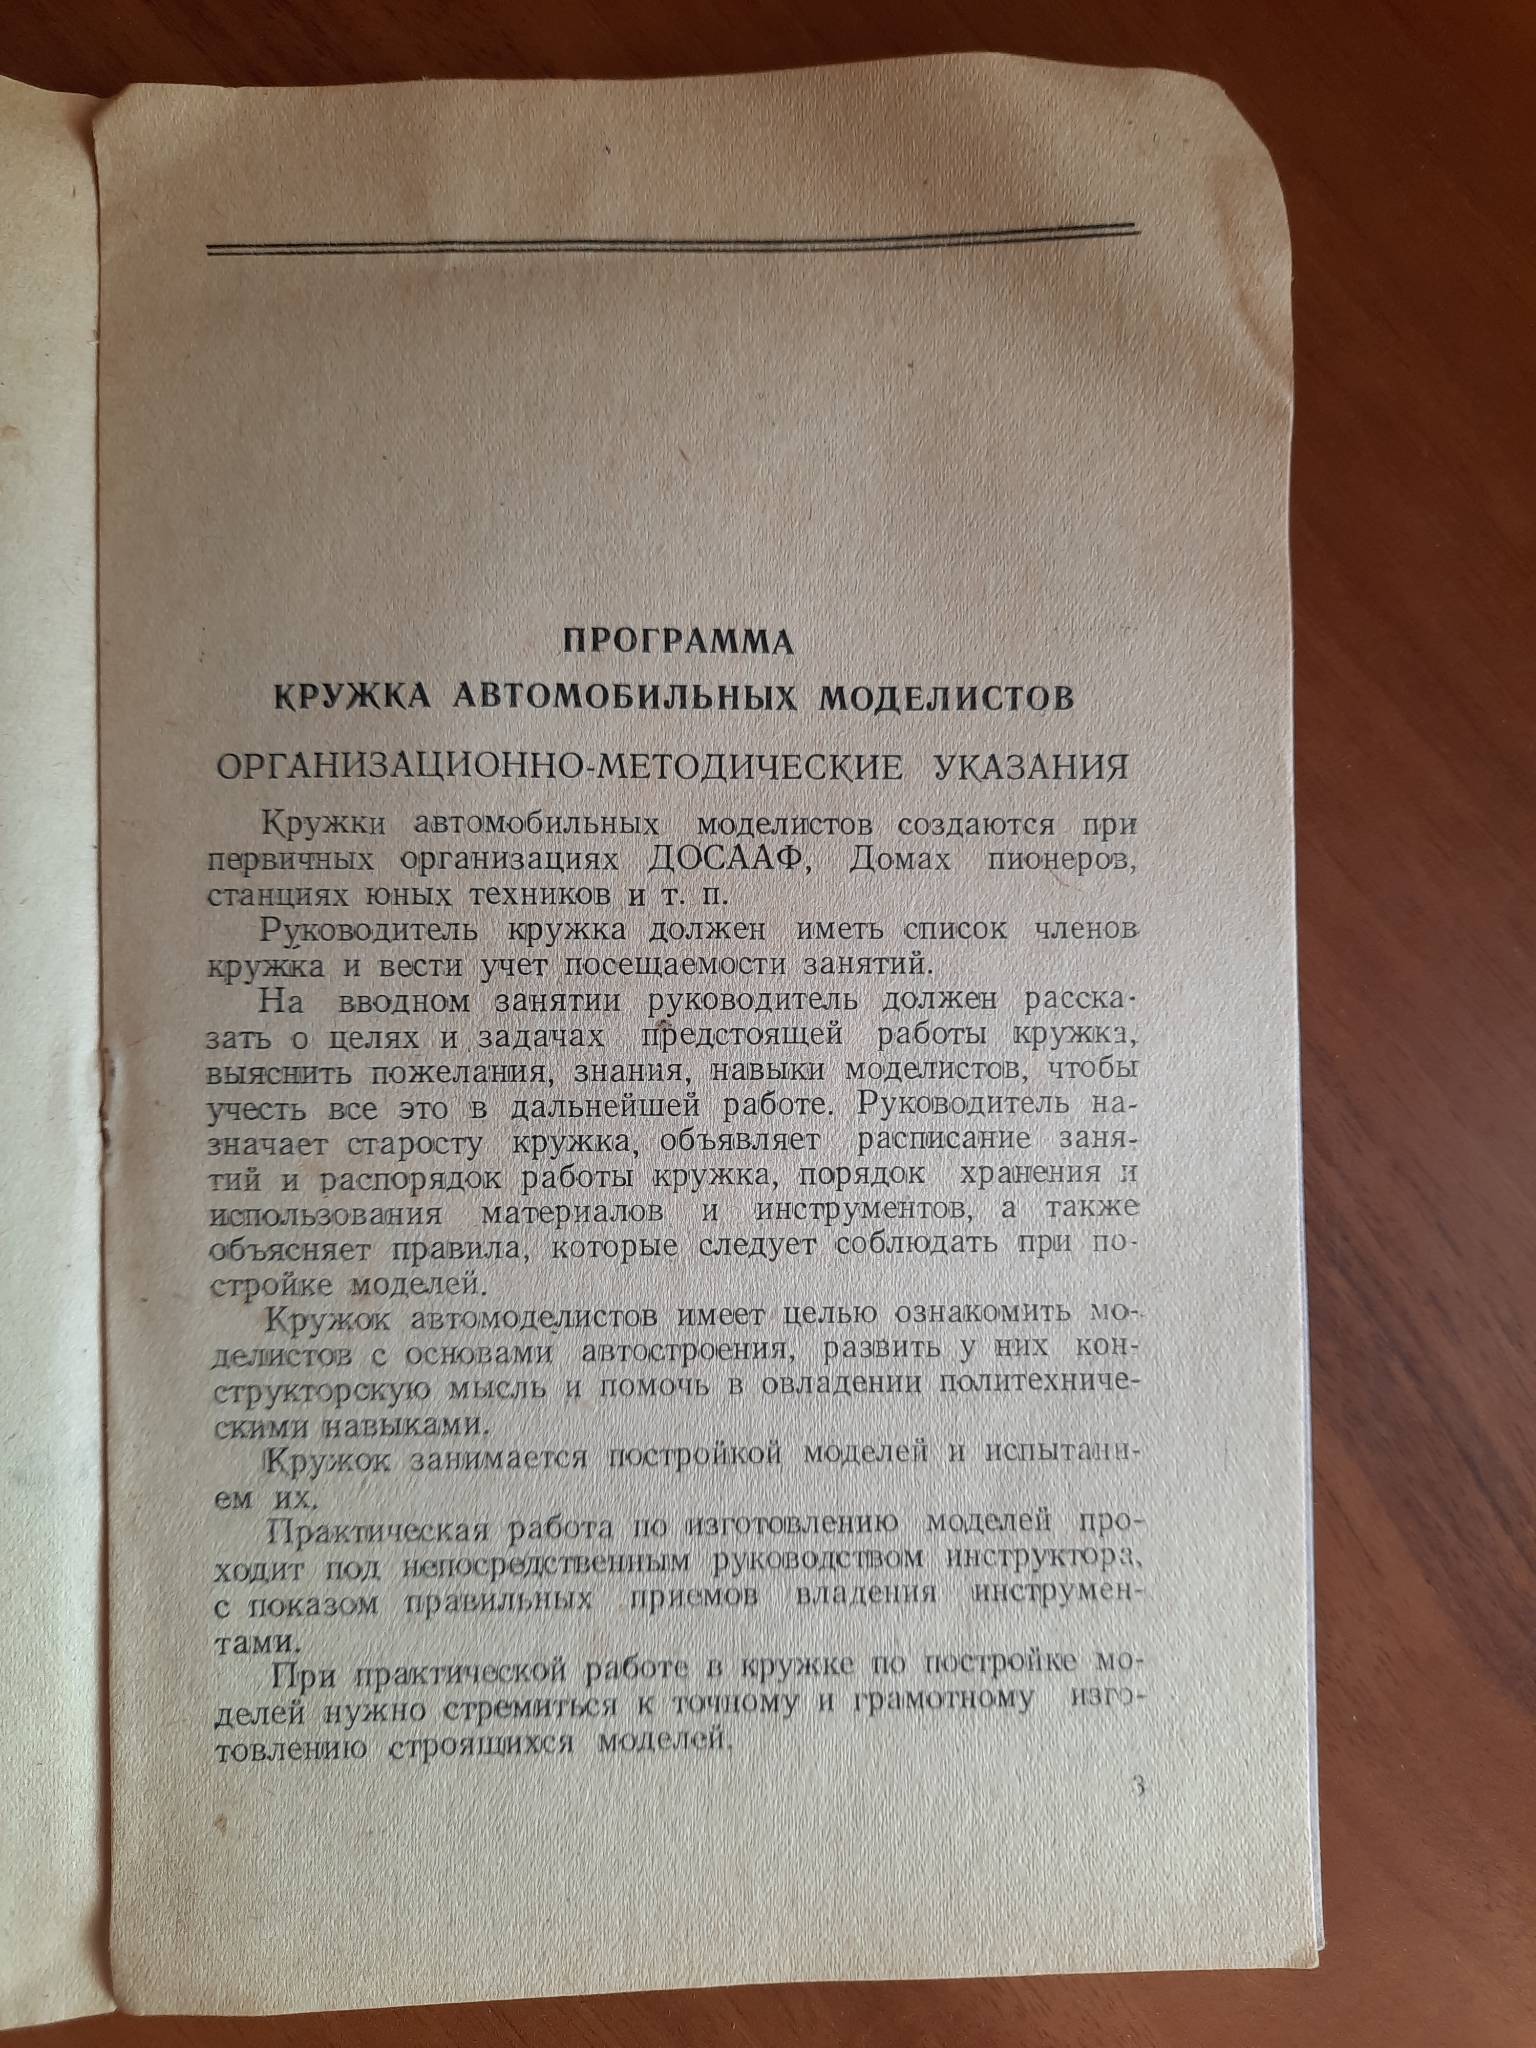 ПРОГРАММА
КРУЖКА АВТОМОБИЛЬНЫХ МОДЕЛИСТОВ
ОРГАНИЗАЦИОННО-МЕТОДИЧЕСКИЕ УКАЗАНИЯ
Кружки автомобильных моделистов создаются при
первичных организациях ДОСААФ, Домах пионеров,
станциях юных техников и т. п.
Руководитель кружка должен иметь список членов
кружка и вести учет посещаемости занятий.
На вводном занятии руководитель должен расска-
зать о целях и задачах предстоящей работы кружка,
выяснить пожелания, знания, навыки моделистов, чтобы
учесть все это в дальнейшей работе. Руководитель на-
значает старосту кружка, объявляет расписание заня-
тий и распорядок работы кружка, порядок хранения и
использования материалов и инструментов, а также
объясняет правила, которые следует соблюдать при по-
стройке моделей.
Кружок автомоделистов имеет целью ознакомить мо-
делистов с основами автостроения, развить у них кон-
структорскую мысль и помочь в овладении политехниче-
скими навыками.
Кружок занимается постройкой моделей и испытани-
ем их.
Практическая работа по изготовлению моделей про-
ходит под непосредственным руководством инструктора,
с показом правильных приемов владения инструмен-
тами.
При практической работе в кружке по постройке мо-
делей нужно стремиться к точному и грамотному изго-
товлению строящихся моделей.
3